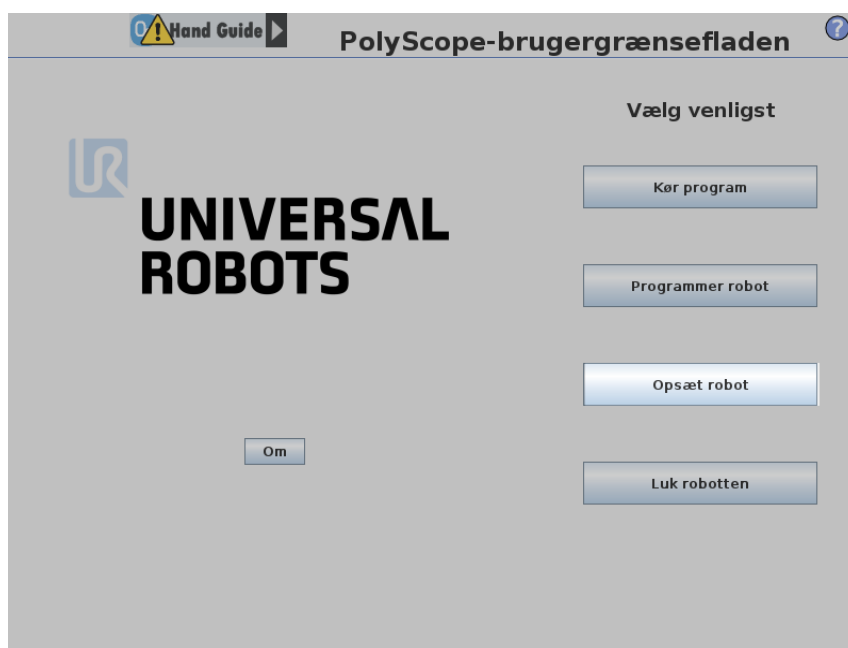 Hand Guide
PolyScope-brugergrænsefladen
?
Vælg venligst
UR
Kør program
UNIVERSAL
ROBOTS
Programmer robot
Opsæt robot
Om
Luk robotten